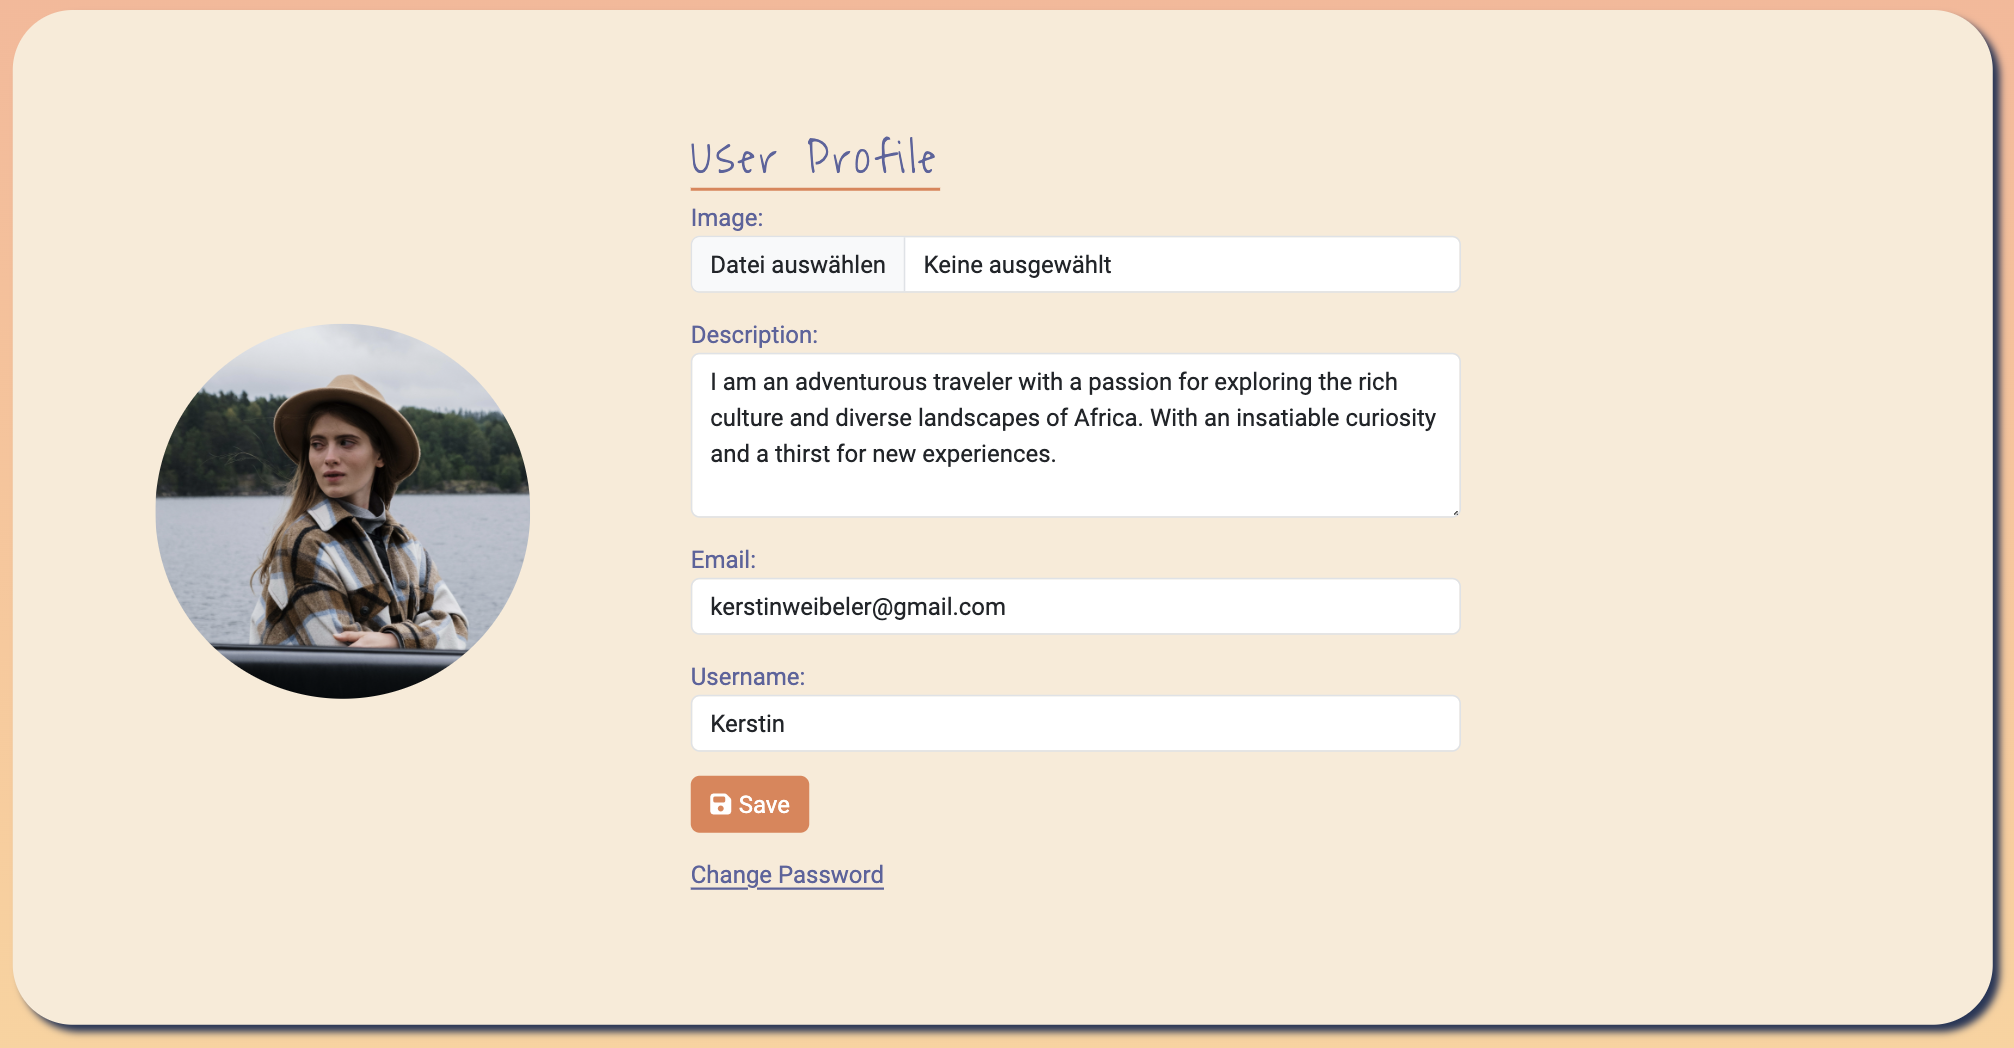 User Profile
Image:
Datei auswählen Keine ausgewählt
Description:
I am an adventurous traveler with a passion for exploring the rich
culture and diverse landscapes of Africa. With an insatiable curiosity
and a thirst for new experiences.
Email:
kerstinweibeler@gmail.com
Username:
Kerstin
Save
Change Password